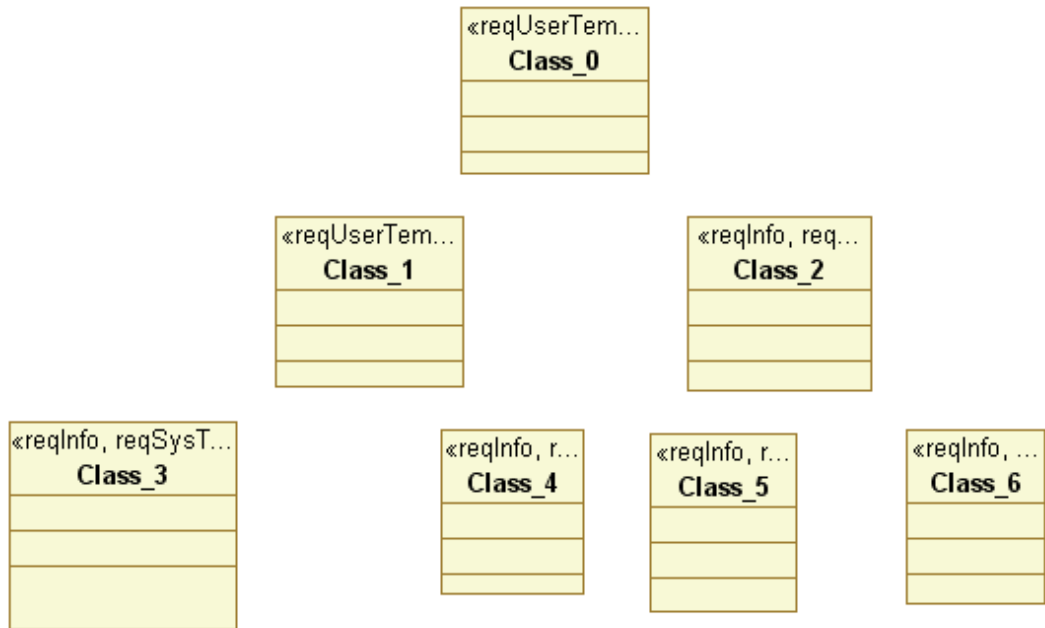 «reqUserTem...
Class_0
«reqUserTem...
Class_1
«reqInfo, req...
Class_2
«reqInfo, reqSysT...
Class_3
«reqInfo, r...
Class_4
«reqInfo, r...
Class_5
«reqInfo, ...
Class_6